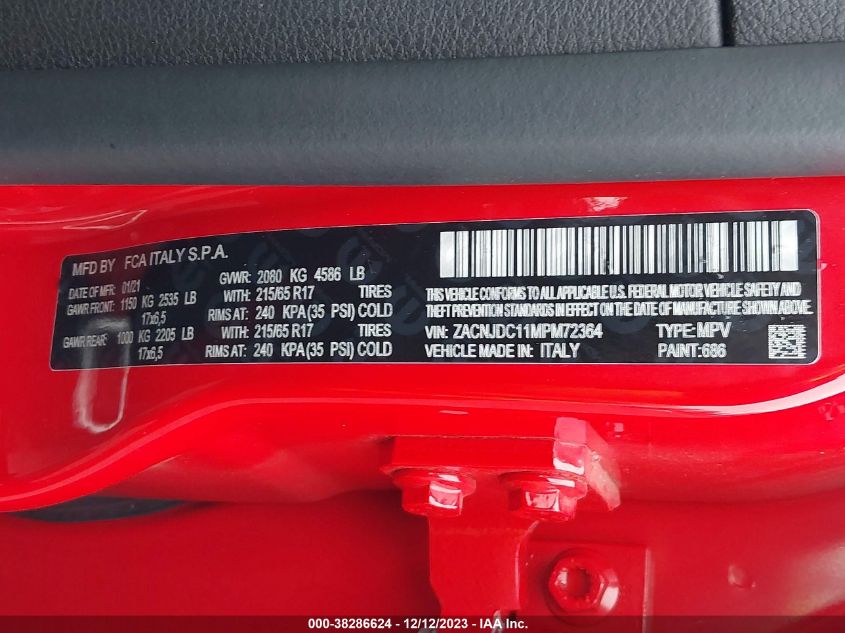 MFD BY FCA ITALY S.P.A.
DATE OF MFR: 01/21 GVWR: 2080 KG 4586 LB
GAWR FRONT: 1150 KG 2535 LB WITH: 215/65 R17 TIRES
17x6,5 RIMS AT: 240 KPA(35 PSI) COLD
GAWR REAR: 1000 KG 2205 LB WITH: 215/65 R17 TIRES
17x6,5 RIMS AT: 240 KPA(35 PSI) COLD
THIS VEHICLE CONFORMS TO ALL APPLICABLE U.S. FEDERAL MOTOR VEHICLE SAFETY, BUMPER, AND
THEFT PREVENTION STANDARDS IN EFFECT ON THE DATE OF MANUFACTURE SHOWN ABOVE.
VIN: ZACNJDC11MPM72364 TYPE:MPV
VEHICLE MADE IN: ITALY PAINT:686
000-38286624 - 12/12/2023 - IAA Inc.